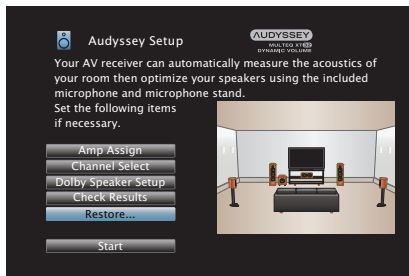 Audyssey Setup
AUDYSSEY
MULTEQ XT32
DYNAMIC VOLUME
Your AV receiver can automatically measure the acoustics of
your room then optimize your speakers using the included
microphone and microphone stand.
Set the following items
if necessary.
Amp Assign
Channel Select
Dolby Speaker Setup
Check Results
Restore...
Start